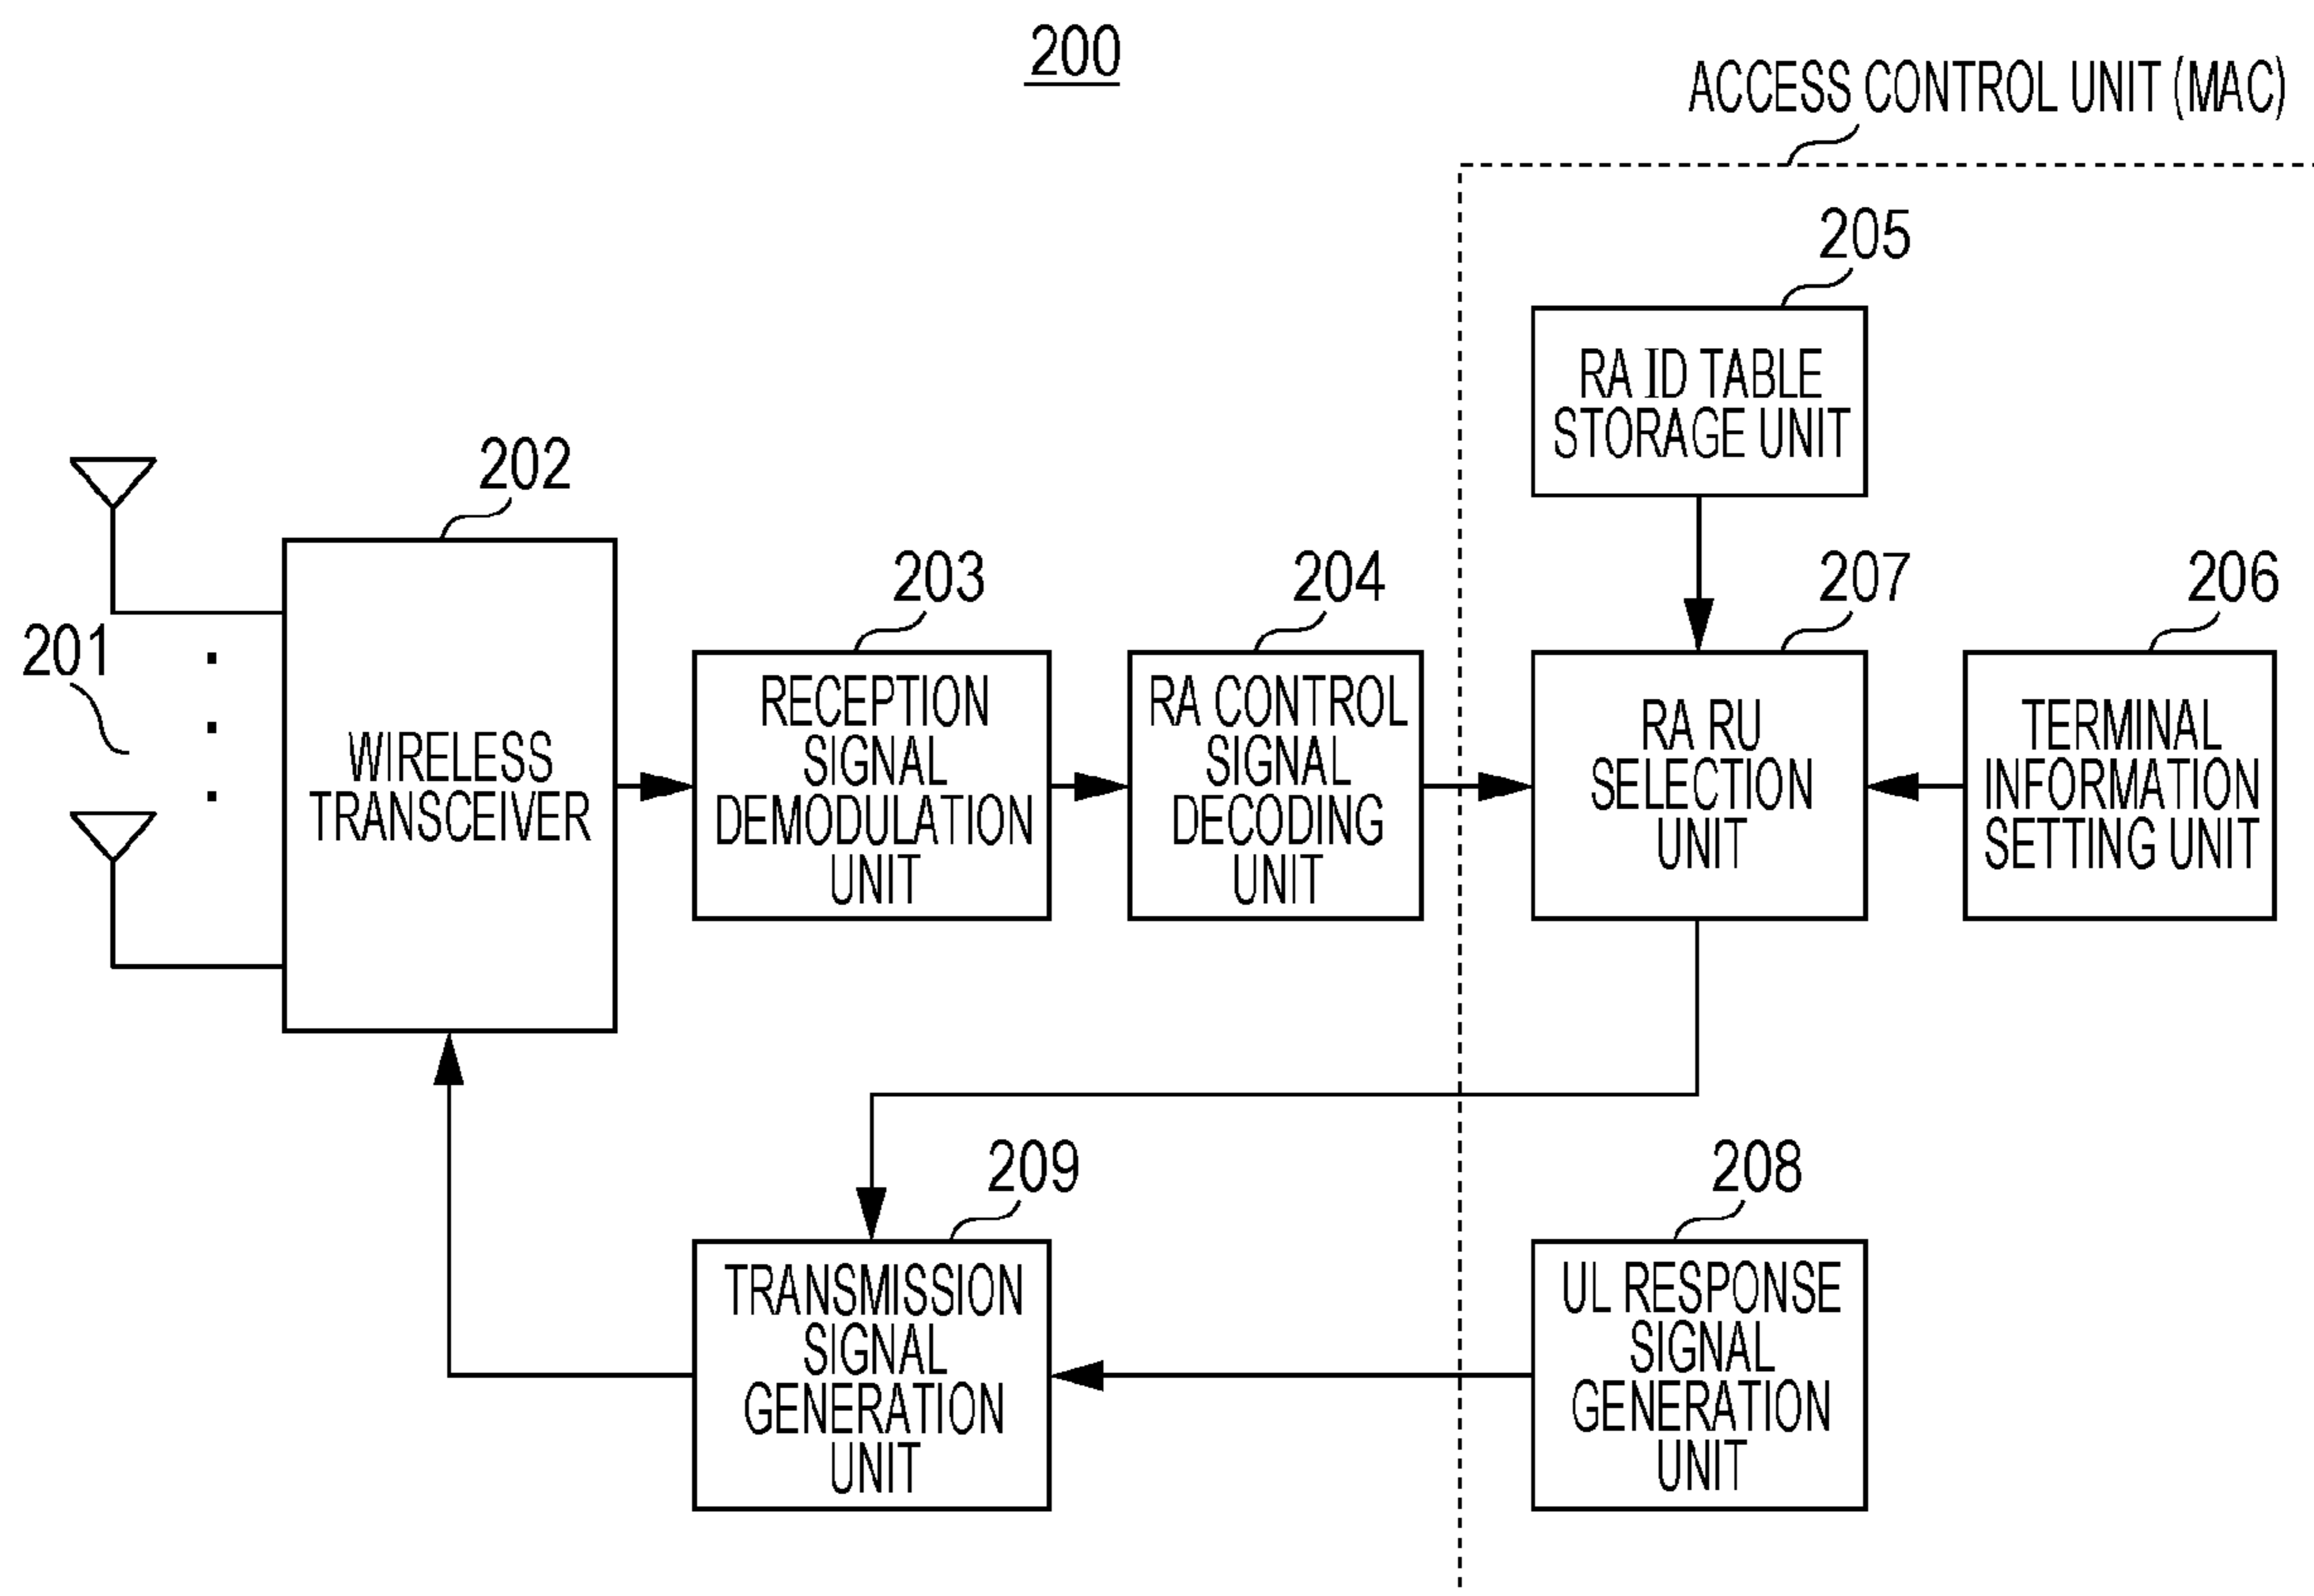 200
ACCESS CONTROL UNIT (MAC)
205
RA ID TABLE
STORAGE UNIT
202
203
204
207
206
201
WIRELESS
TRANSCEIVER
RECEPTION
SIGNAL
DEMODULATION
UNIT
RA CONTROL
SIGNAL
DECODING
UNIT
RA RU
SELECTION
UNIT
TERMINAL
INFORMATION
SETTING UNIT
209
208
TRANSMISSION
SIGNAL
GENERATION
UNIT
UL RESPONSE
SIGNAL
GENERATION
UNIT